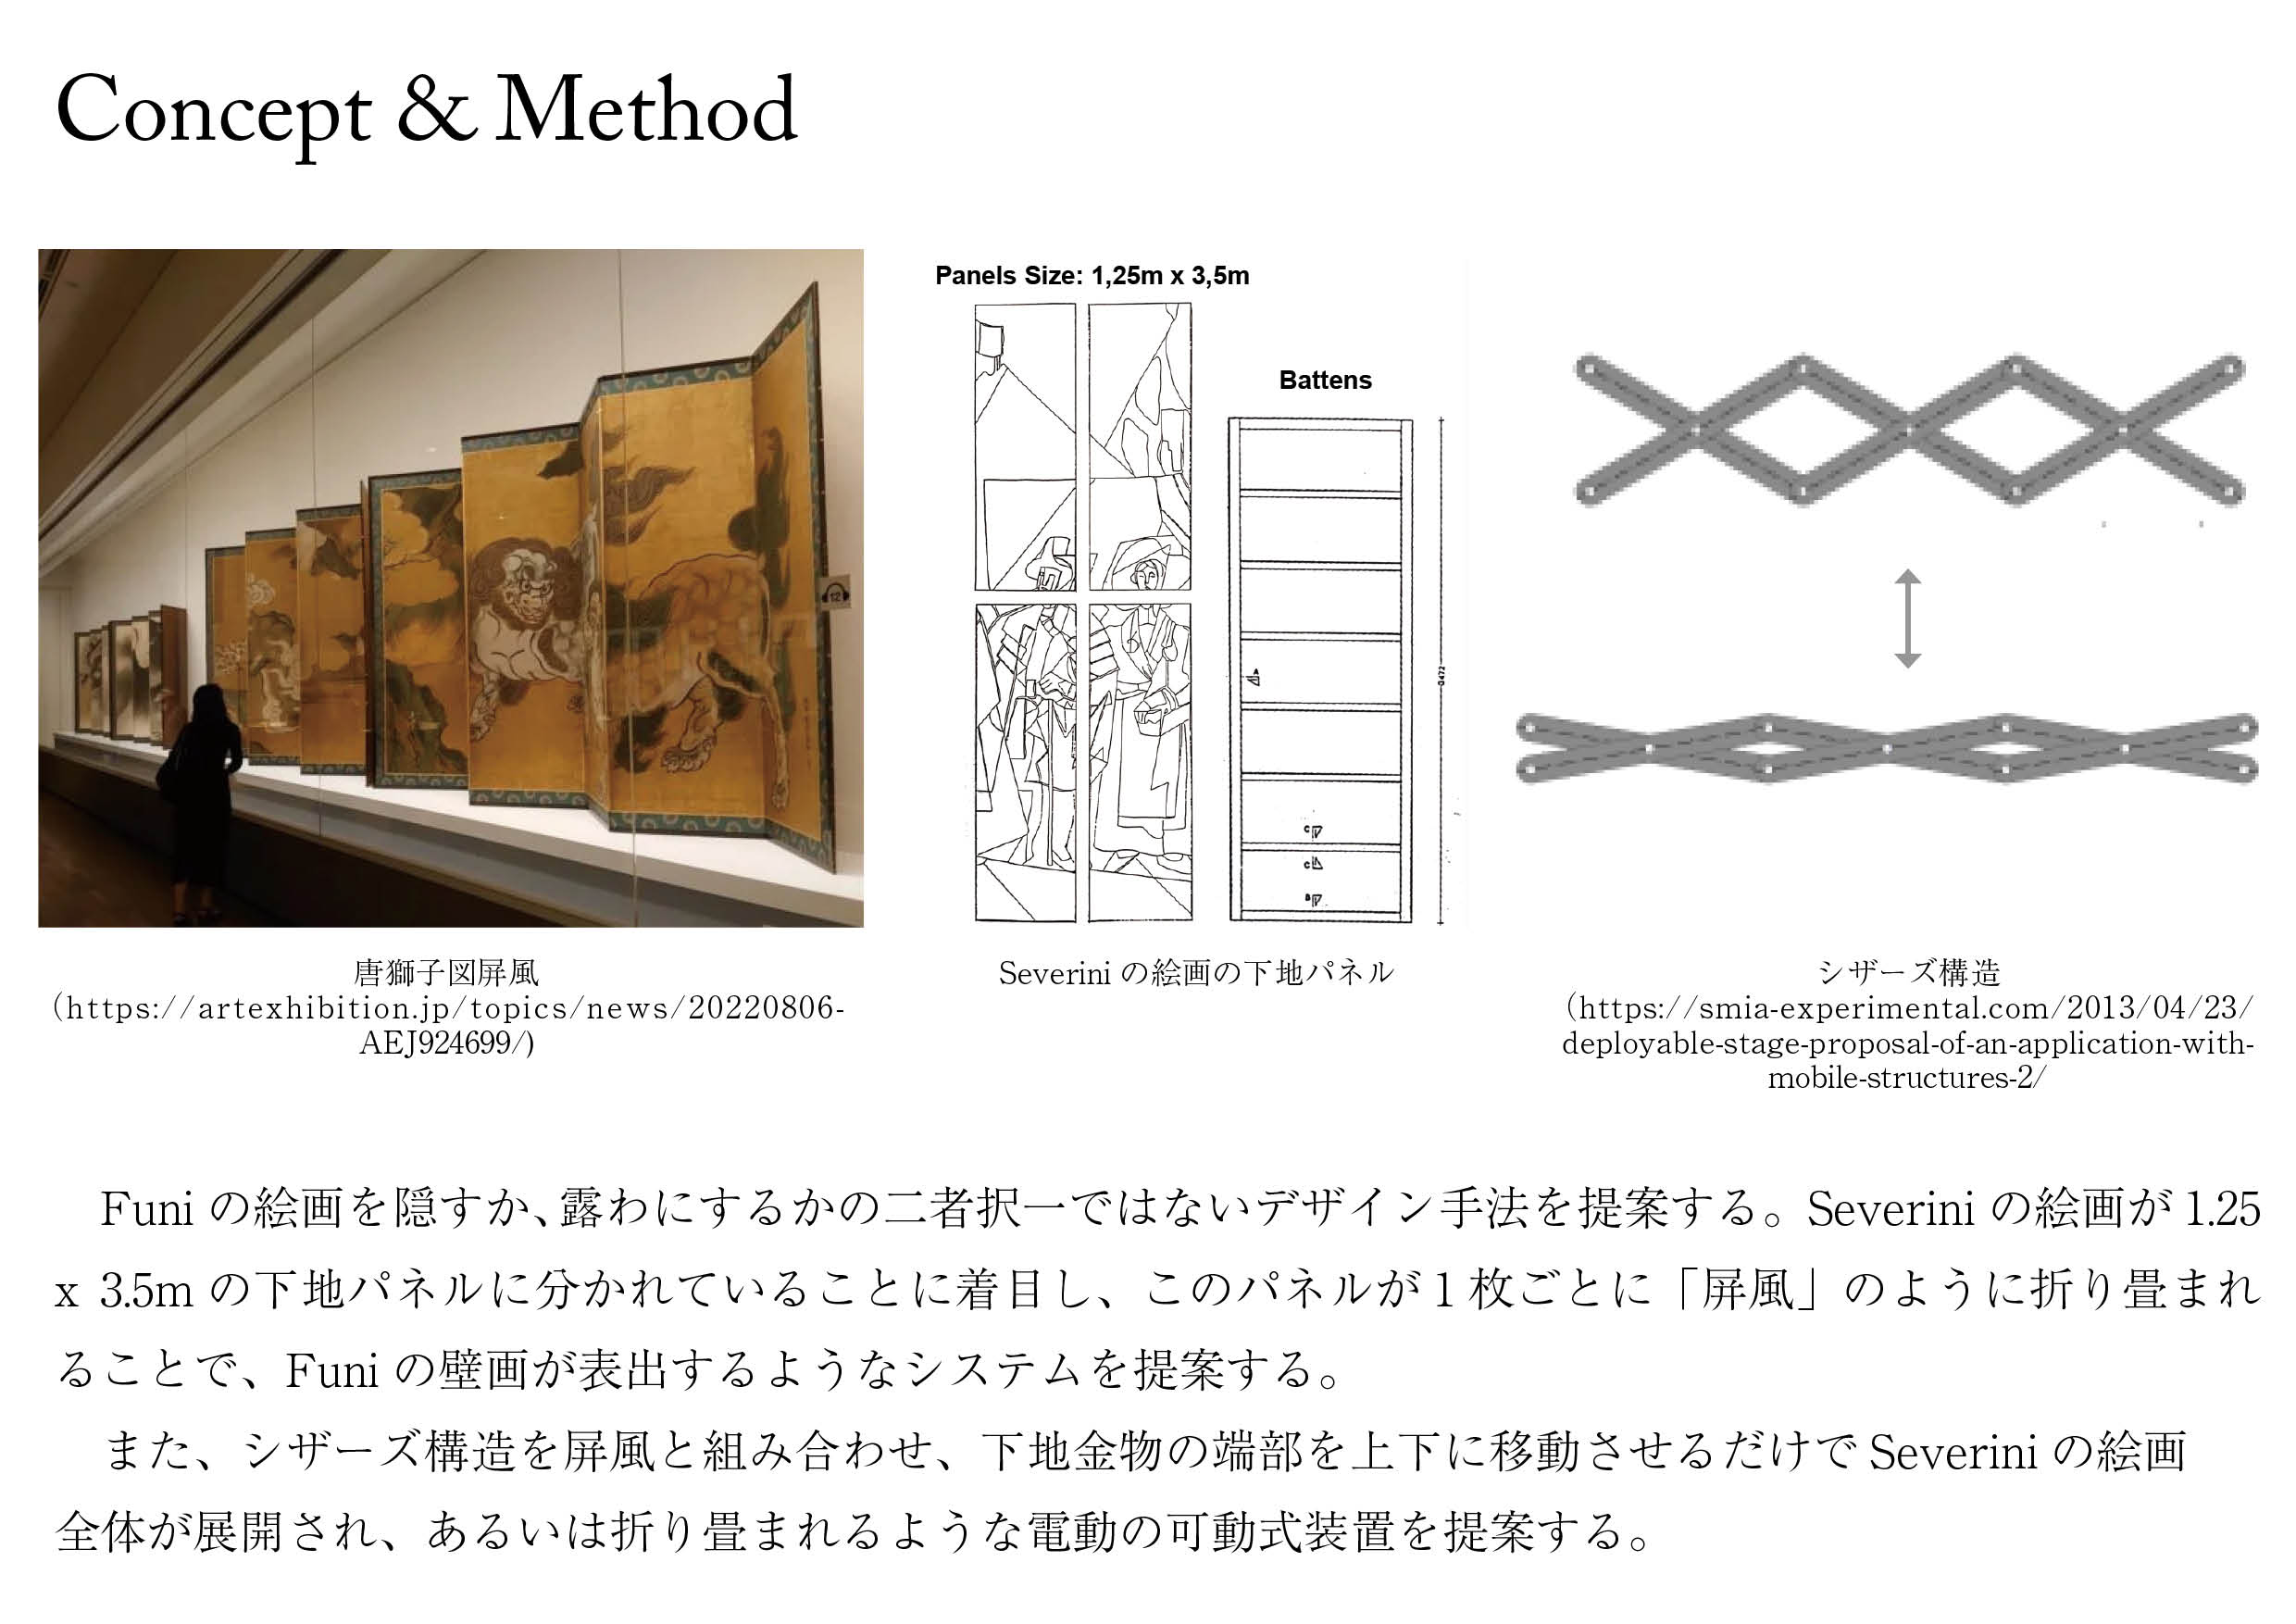 Concept & Method
Panels Size: 1,25m x 3,5m
Battens
12
唐獅子図屏風
（https://artexhibition.jp/topics/news/20220806-
AEJ924699/)
Severini の絵画の下地パネル
シザーズ構造
（https://smia-experimental.com/2013/04/23/
deployable-stage-proposal-of-an-application-with-
mobile-structures-2/
Funi の絵画を隠すか、露わにするかの二者択一ではないデザイン手法を提案する。Severini の絵画が 1.25
x 3.5m の下地パネルに分かれていることに着目し、このパネルが 1 枚ごとに「屏風」のように折り畳まれ
ることで、Funi の壁画が表出するようなシステムを提案する。
また、シザーズ構造を屏風と組み合わせ、下地金物の端部を上下に移動させるだけで Severini の絵画
全体が展開され、あるいは折り畳まれるような電動の可動式装置を提案する。